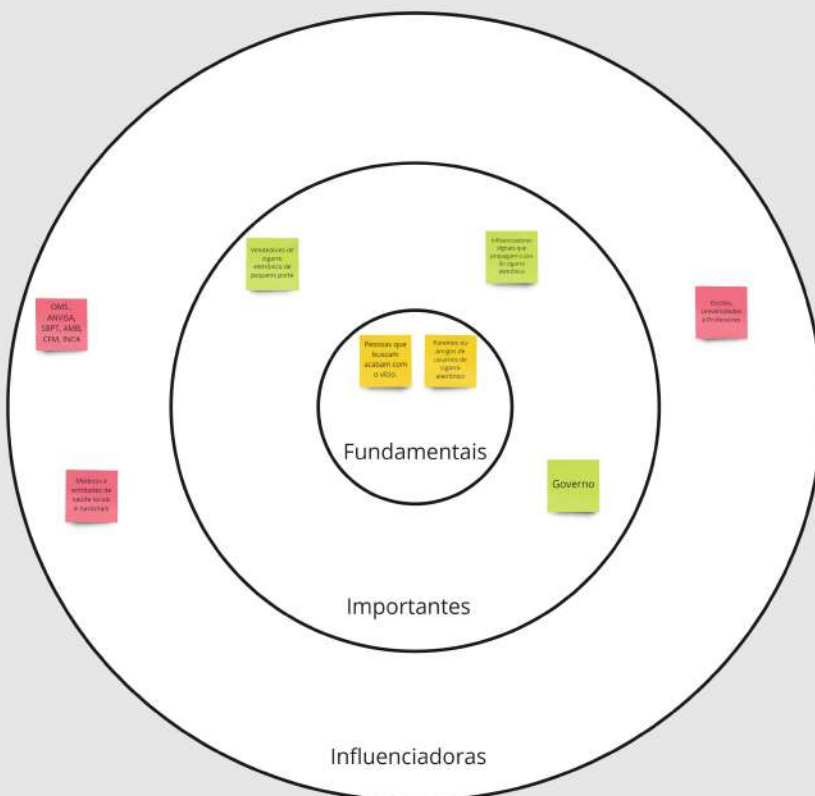 Vendedores de
cigarro
eletrônico de
pequeno porte
Influenciadores
digitais que
propagam o uso
do cigarro
eletrônico
OMS,
ANVISA,
SBPT, AMB,
CFM, INCA
Escolas,
Universidades
e Professores
Pessoas que
buscam
acabam com
o vício.
Parentes ou
amigos de
usuários de
cigarro
eletrônico
Fundamentais
Médicos e
entidades de
saúde locais
e nacionais
Governo
Importantes
Influenciadoras